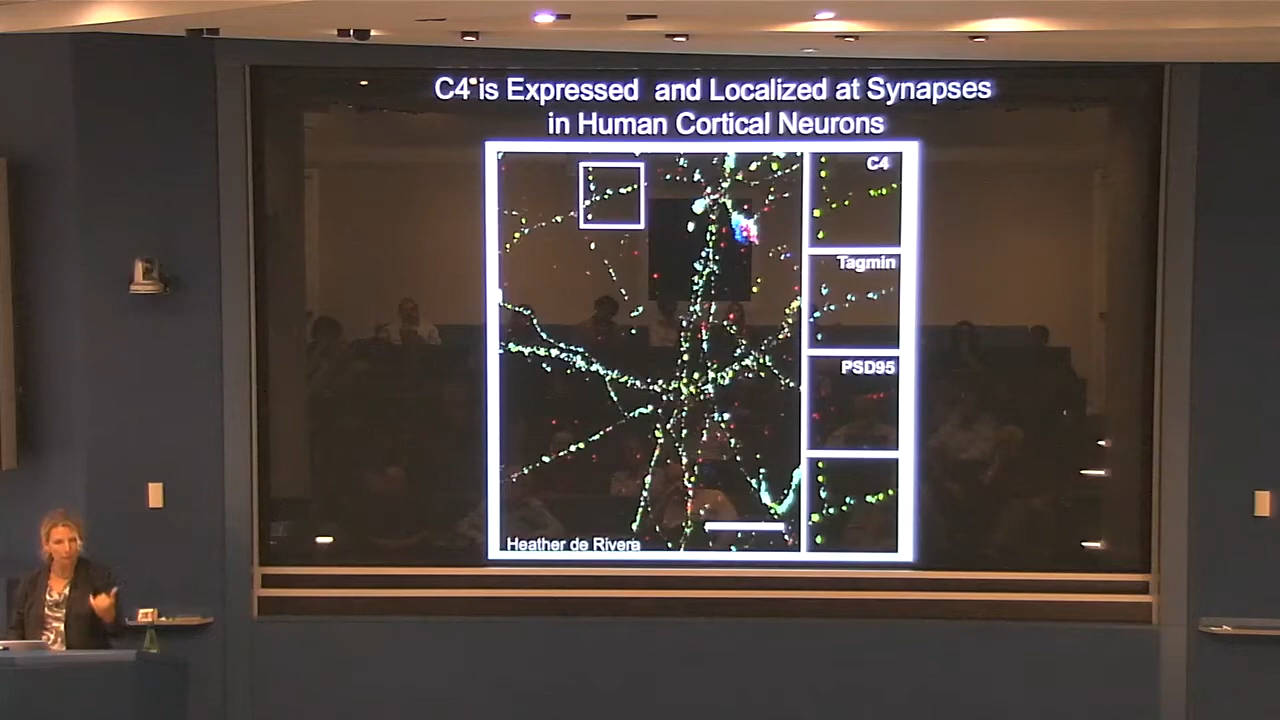 C4 is Expressed and Localized at Synapses
in Human Cortical Neurons
C4
Tagmin
PSD95
Heather de Rivera